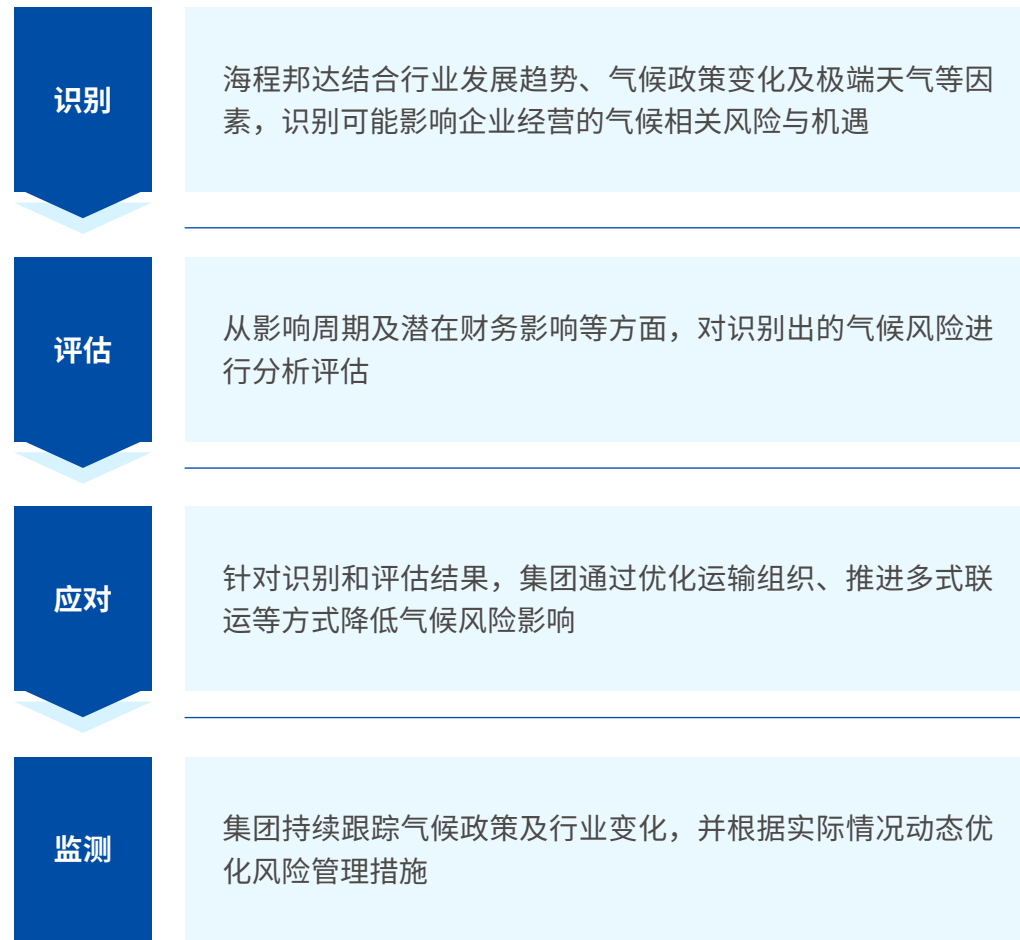 识别
海程邦达结合行业发展趋势、气候政策变化及极端天气等因
素，识别可能影响企业经营的气候相关风险与机遇
评估
从影响周期及潜在财务影响等方面，对识别出的气候风险进
行分析评估
应对
针对识别和评估结果，集团通过优化运输组织、推进多式联
运等方式降低气候风险影响
监测
集团持续跟踪气候政策及行业变化，并根据实际情况动态优
化风险管理措施